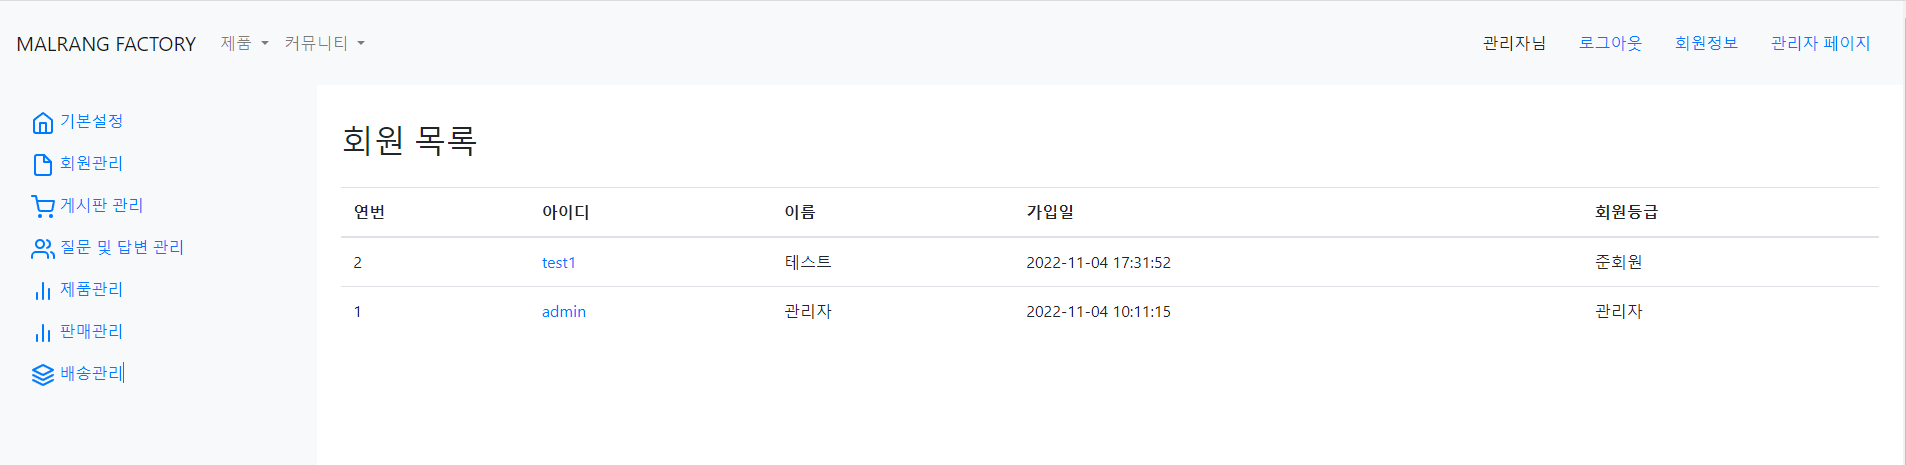 MALRANG FACTORY 제품 커뮤니티 관리자님 로그아웃 회원정보 관리자 페이지
기본설정
회원관리
게시판 관리
질문 및 답변 관리
제품관리
판매관리
배송관리
회원 목록
연번 아이디 이름 가입일 회원등급
2 test1 테스트 2022-11-04 17:31:52 준회원
1 admin 관리자 2022-11-04 10:11:15 관리자